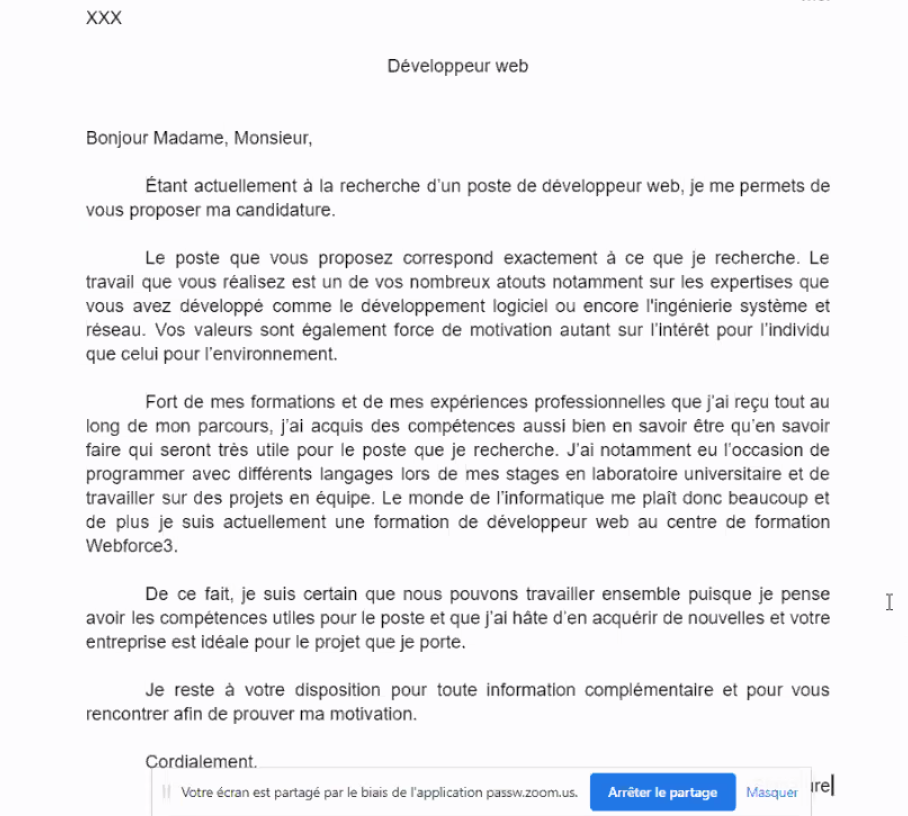 XXX
Développeur web
Bonjour Madame, Monsieur,
Étant actuellement à la recherche d'un poste de développeur web, je me permets de
vous proposer ma candidature.
Le poste que vous proposez correspond exactement à ce que je recherche. Le
travail que vous réalisez est un de vos nombreux atouts notamment sur les expertises que
vous avez développé comme le développement logiciel ou encore l'ingénierie système et
réseau. Vos valeurs sont également force de motivation autant sur l'intérêt pour l'individu
que celui pour l'environnement.
Fort de mes formations et de mes expériences professionnelles que j'ai reçu tout au
long de mon parcours, j'ai acquis des compétences aussi bien en savoir être qu'en savoir
faire qui seront très utile pour le poste que je recherche. J'ai notamment eu l'occasion de
programmer avec différents langages lors de mes stages en laboratoire universitaire et de
travailler sur des projets en équipe. Le monde de l'informatique me plaît donc beaucoup et
de plus je suis actuellement une formation de développeur web au centre de formation
Webforce3.
De ce fait, je suis certain que nous pouvons travailler ensemble puisque je pense
avoir les compétences utiles pour le poste et que j'ai hâte d'en acquérir de nouvelles et votre
entreprise est idéale pour le projet que je porte.
Je reste à votre disposition pour toute information complémentaire et pour vous
rencontrer afin de prouver ma motivation.
Cordialement.
Votre écran est partagé par le biais de l'application passw.zoom.us. Arrêter le partage Masquer